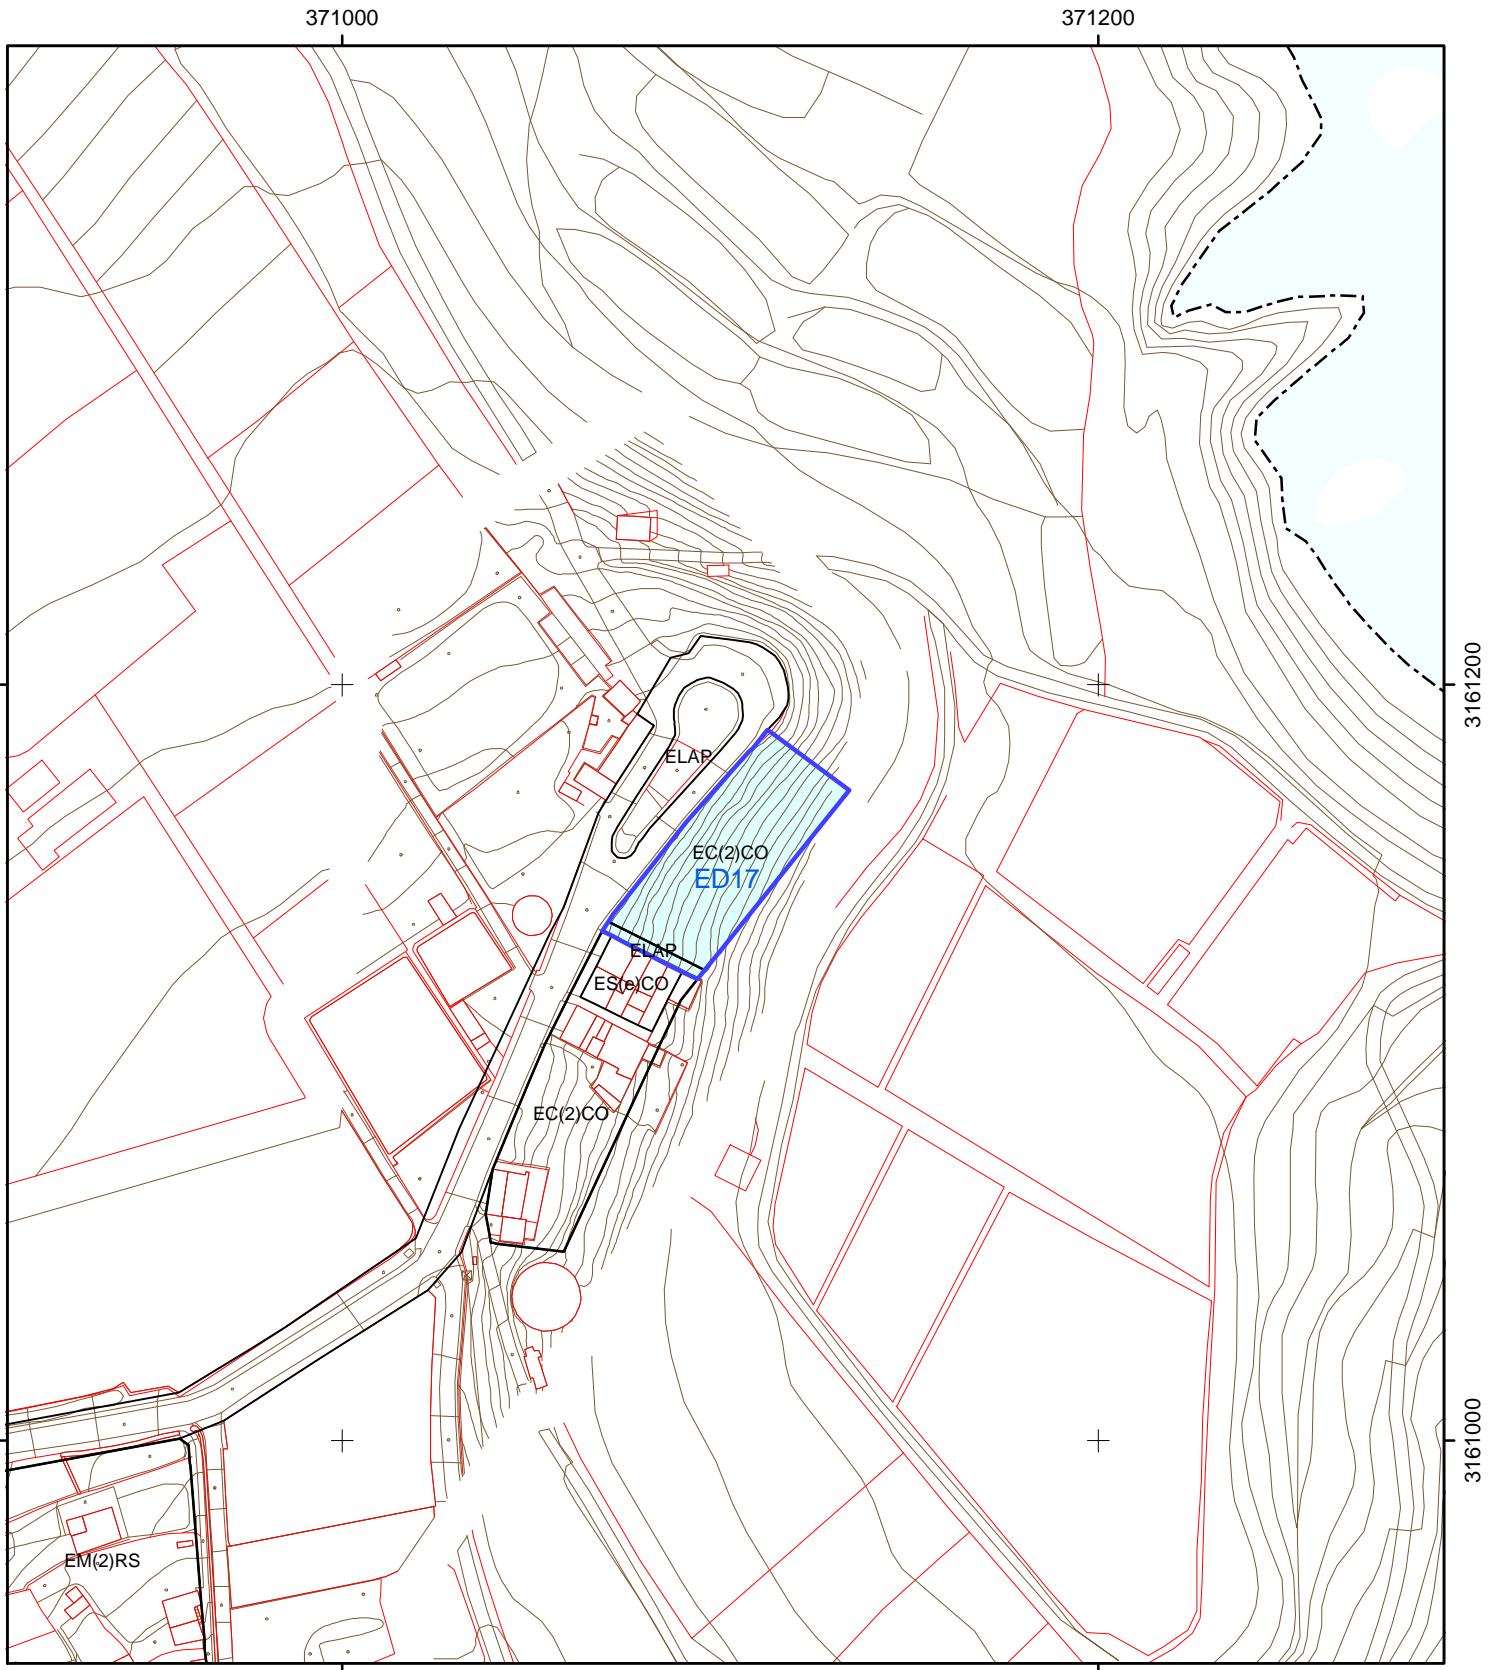 371000
371200
3161200
ELAP
EC(2)CO
ED17
ELAP
ES(e)CO
EC(2)CO
3161000
EM(2)RS